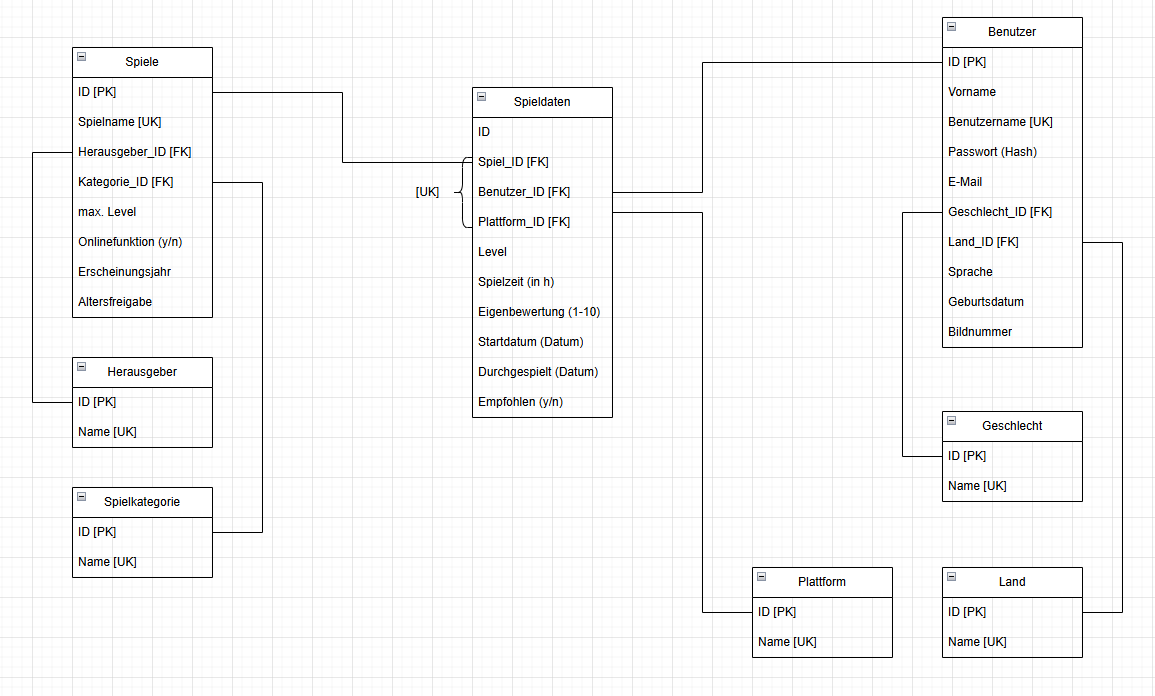 Spiele
ID [PK]
Spielname [UK]
Herausgeber_ID [FK]
Kategorie_ID [FK]
max. Level
Onlinefunktion (y/n)
Erscheinungsjahr
Altersfreigabe
Herausgeber
ID [PK]
Name [UK]
Spielkategorie
ID [PK]
Name [UK]
Spieldaten
ID
Spiel_ID [FK]
[UK]
Benutzer_ID [FK]
Plattform_ID [FK]
Level
Spielzeit (in h)
Eigenbewertung (1-10)
Startdatum (Datum)
Durchgespielt (Datum)
Empfohlen (y/n)
Benutzer
ID [PK]
Vorname
Benutzername [UK]
Passwort (Hash)
E-Mail
Geschlecht_ID [FK]
Land_ID [FK]
Sprache
Geburtsdatum
Bildnummer
Geschlecht
ID [PK]
Name [UK]
Plattform
ID [PK]
Name [UK]
Land
ID [PK]
Name [UK]